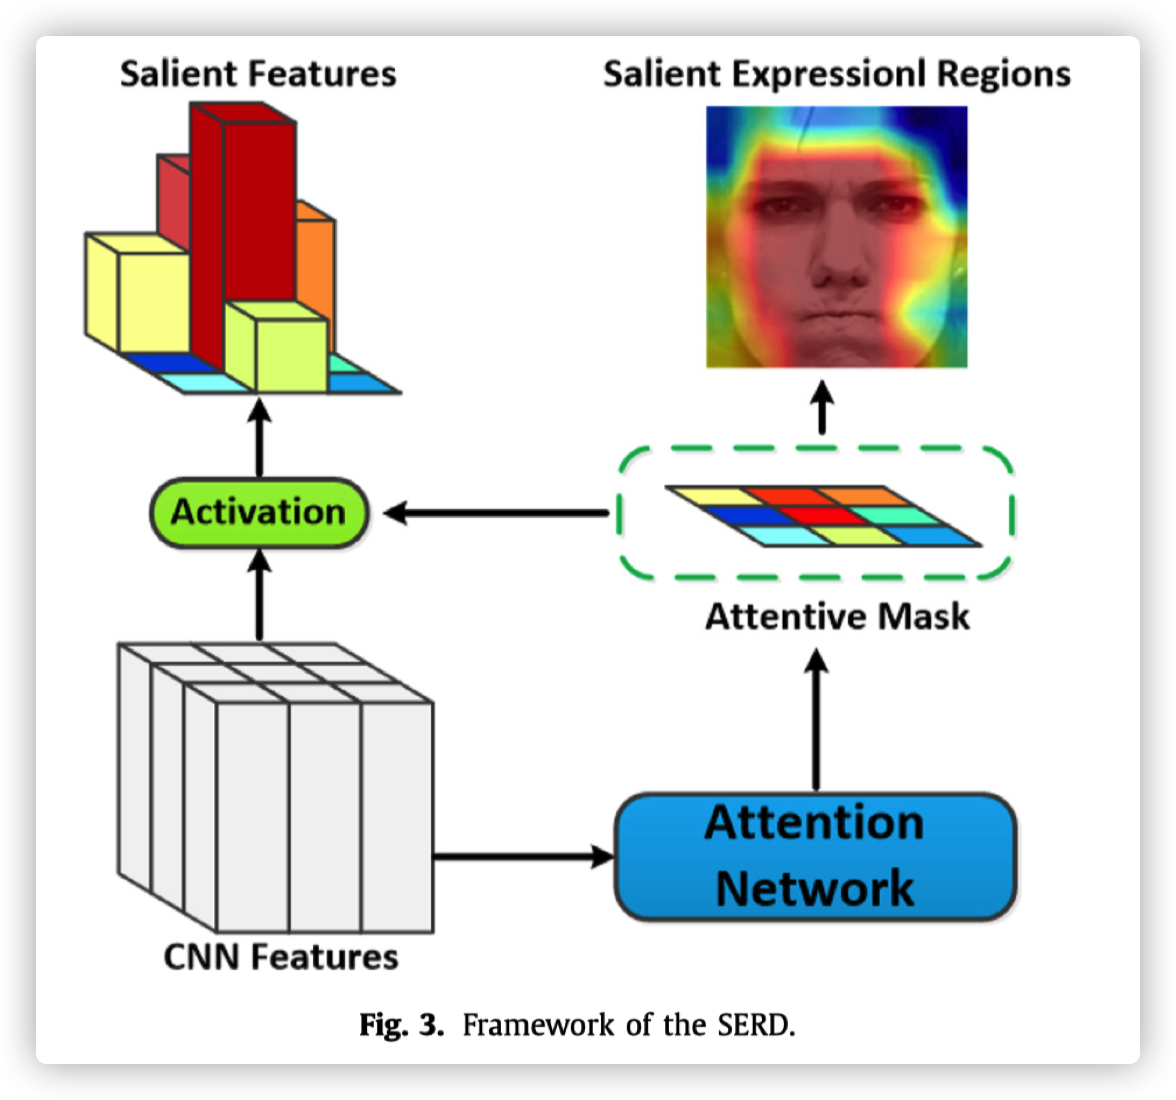 Salient Features
Salient Expressionl Regions
Activation
Attentive Mask
Attention
Network
CNN Features
Fig. 3. Framework of the SERD.